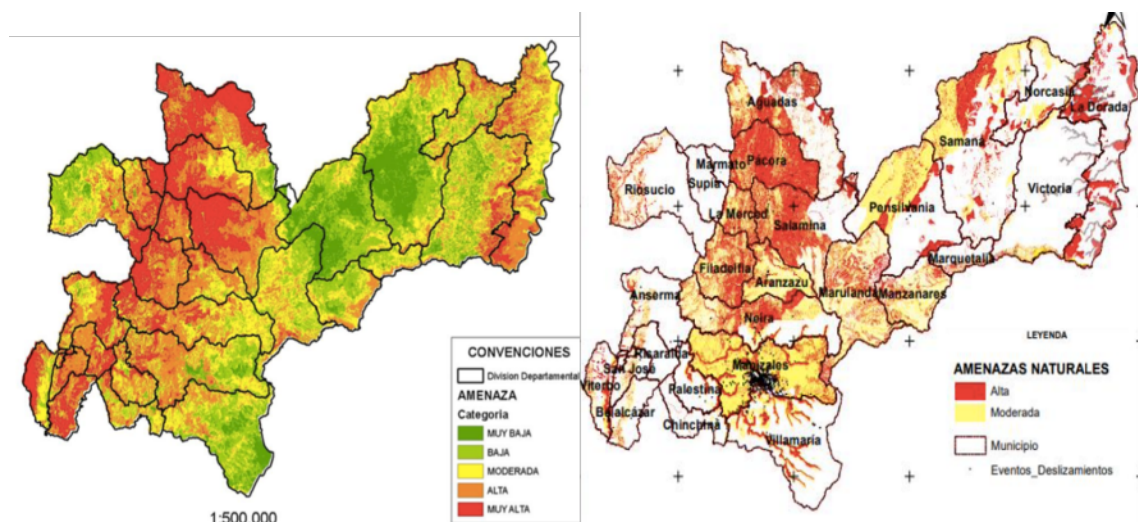 CONVENCIONES
Division Departamental
AMENAZA
Categoria
MUY BAJA
BAJA
MODERADA
ALTA
MUY ALTA
1:500.000
Aguadas
Norcasia
La Dorada
Samaná
Pácora
Marmato
Supía
Riosucio
Victoria
La Merced
Salamina
Pensilvania
Filadelfia
Marquetalia
Aranzazu
Anserma
Marulanda
Manzanares
Neira
Risaralda
San José
Manizales
Viterbo
Palestina
Belalcázar
Chinchiná
Villamaría
LEYENDA
AMENAZAS NATURALES
Alta
Moderada
Municipio
Eventos_Deslizamientos